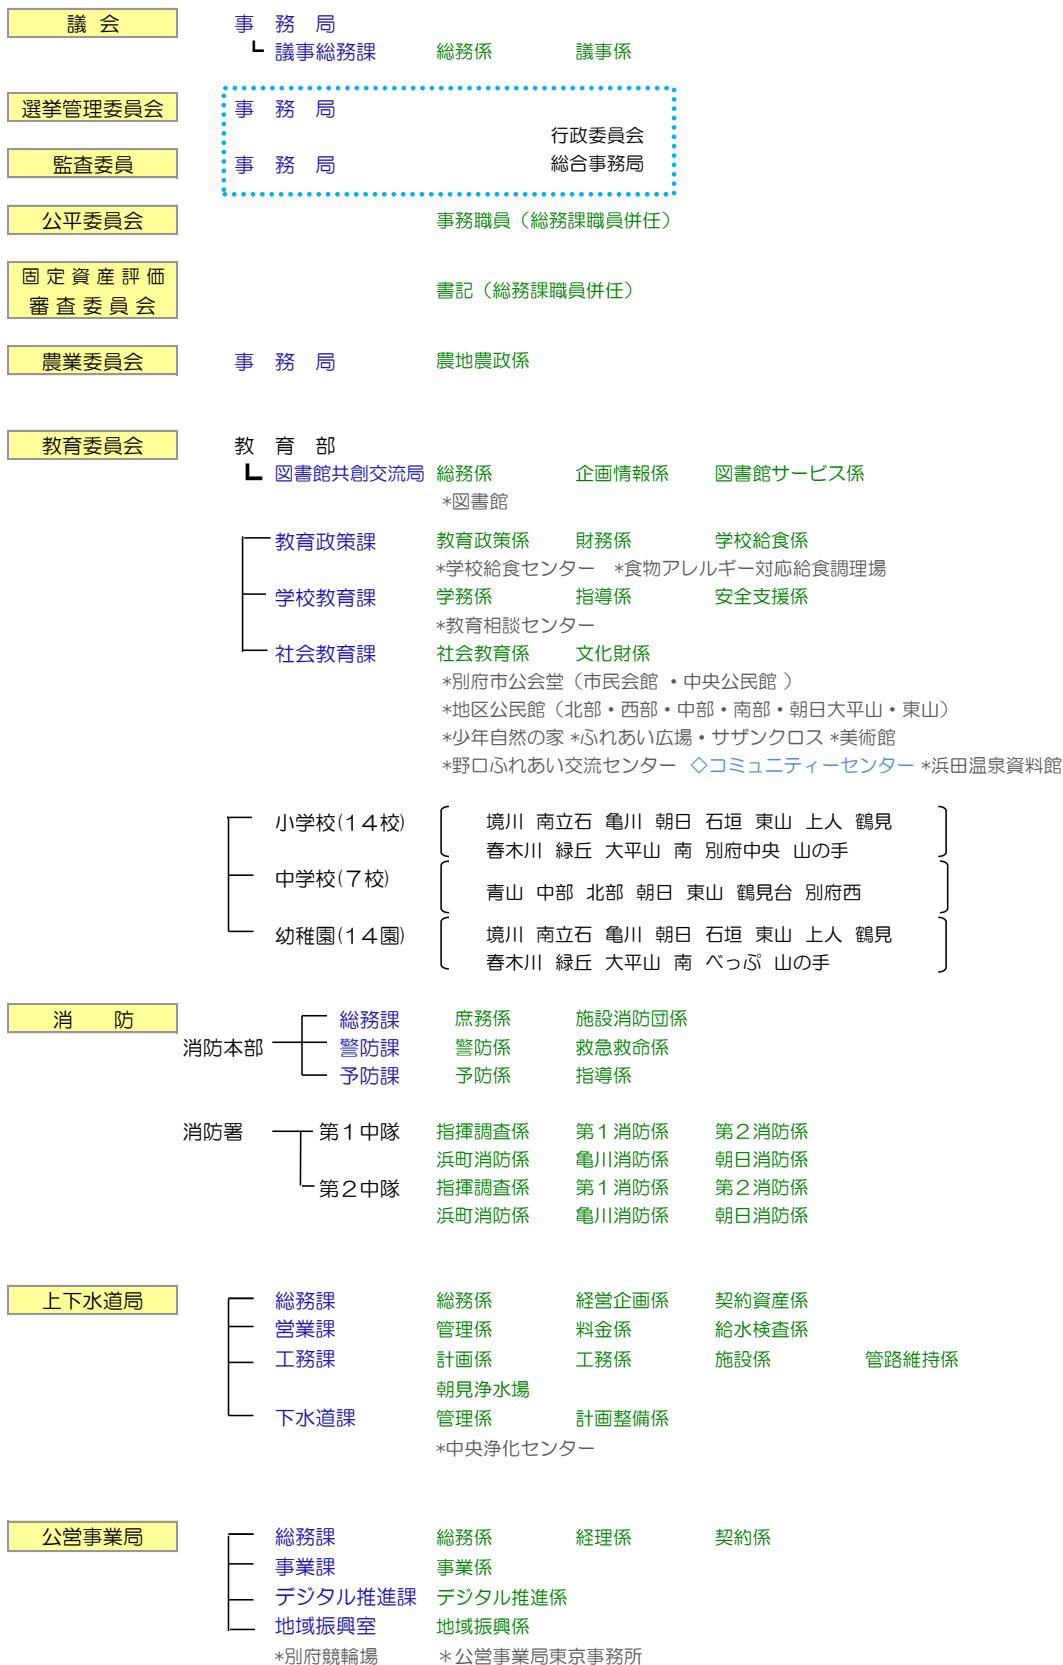 議 会 事 務 局
議事総務課 総務係 議事係
選挙管理委員会 事 務 局
行政委員会
監査委員 事 務 局 総合事務局
公平委員会 事務職員（総務課職員併任）
固 定 資 産 評 価
審 査 委 員 会 書記（総務課職員併任）
農業委員会 事 務 局 農地農政係
教育委員会 教 育 部
図書館共創交流局 総務係 企画情報係 図書館サービス係
*図書館
教育政策課 教育政策係 財務係 学校給食係
*学校給食センター *食物アレルギー対応給食調理場
学校教育課 学務係 指導係 安全支援係
*教育相談センター
社会教育課 社会教育係 文化財係
*別府市公会堂（市民会館 ・中央公民館 ）
*地区公民館（北部・西部・中部・南部・朝日大平山・東山）
*少年自然の家 *ふれあい広場・サザンクロス *美術館
*野口ふれあい交流センター ◇コミュニティーセンター *浜田温泉資料館
小学校(１４校) 境川 南立石 亀川 朝日 石垣 東山 上人 鶴見
春木川 緑丘 大平山 南 別府中央 山の手
中学校(７校) 青山 中部 北部 朝日 東山 鶴見台 別府西
幼稚園(１４園) 境川 南立石 亀川 朝日 石垣 東山 上人 鶴見
春木川 緑丘 大平山 南 べっぷ 山の手
消 防 総務課 庶務係 施設消防団係
消防本部 警防課 警防係 救急救命係
予防課 予防係 指導係
消防署 第１中隊 指揮調査係 第１消防係 第２消防係
浜町消防係 亀川消防係 朝日消防係
第２中隊 指揮調査係 第１消防係 第２消防係
浜町消防係 亀川消防係 朝日消防係
上下水道局 総務課 総務係 経営企画係 契約資産係
営業課 管理係 料金係 給水検査係
工務課 計画係 工務係 施設係 管路維持係
朝見浄水場
下水道課 管理係 計画整備係
*中央浄化センター
公営事業局 総務課 総務係 経理係 契約係
事業課 事業係
デジタル推進課 デジタル推進係
地域振興室 地域振興係
*別府競輪場 ＊公営事業局東京事務所